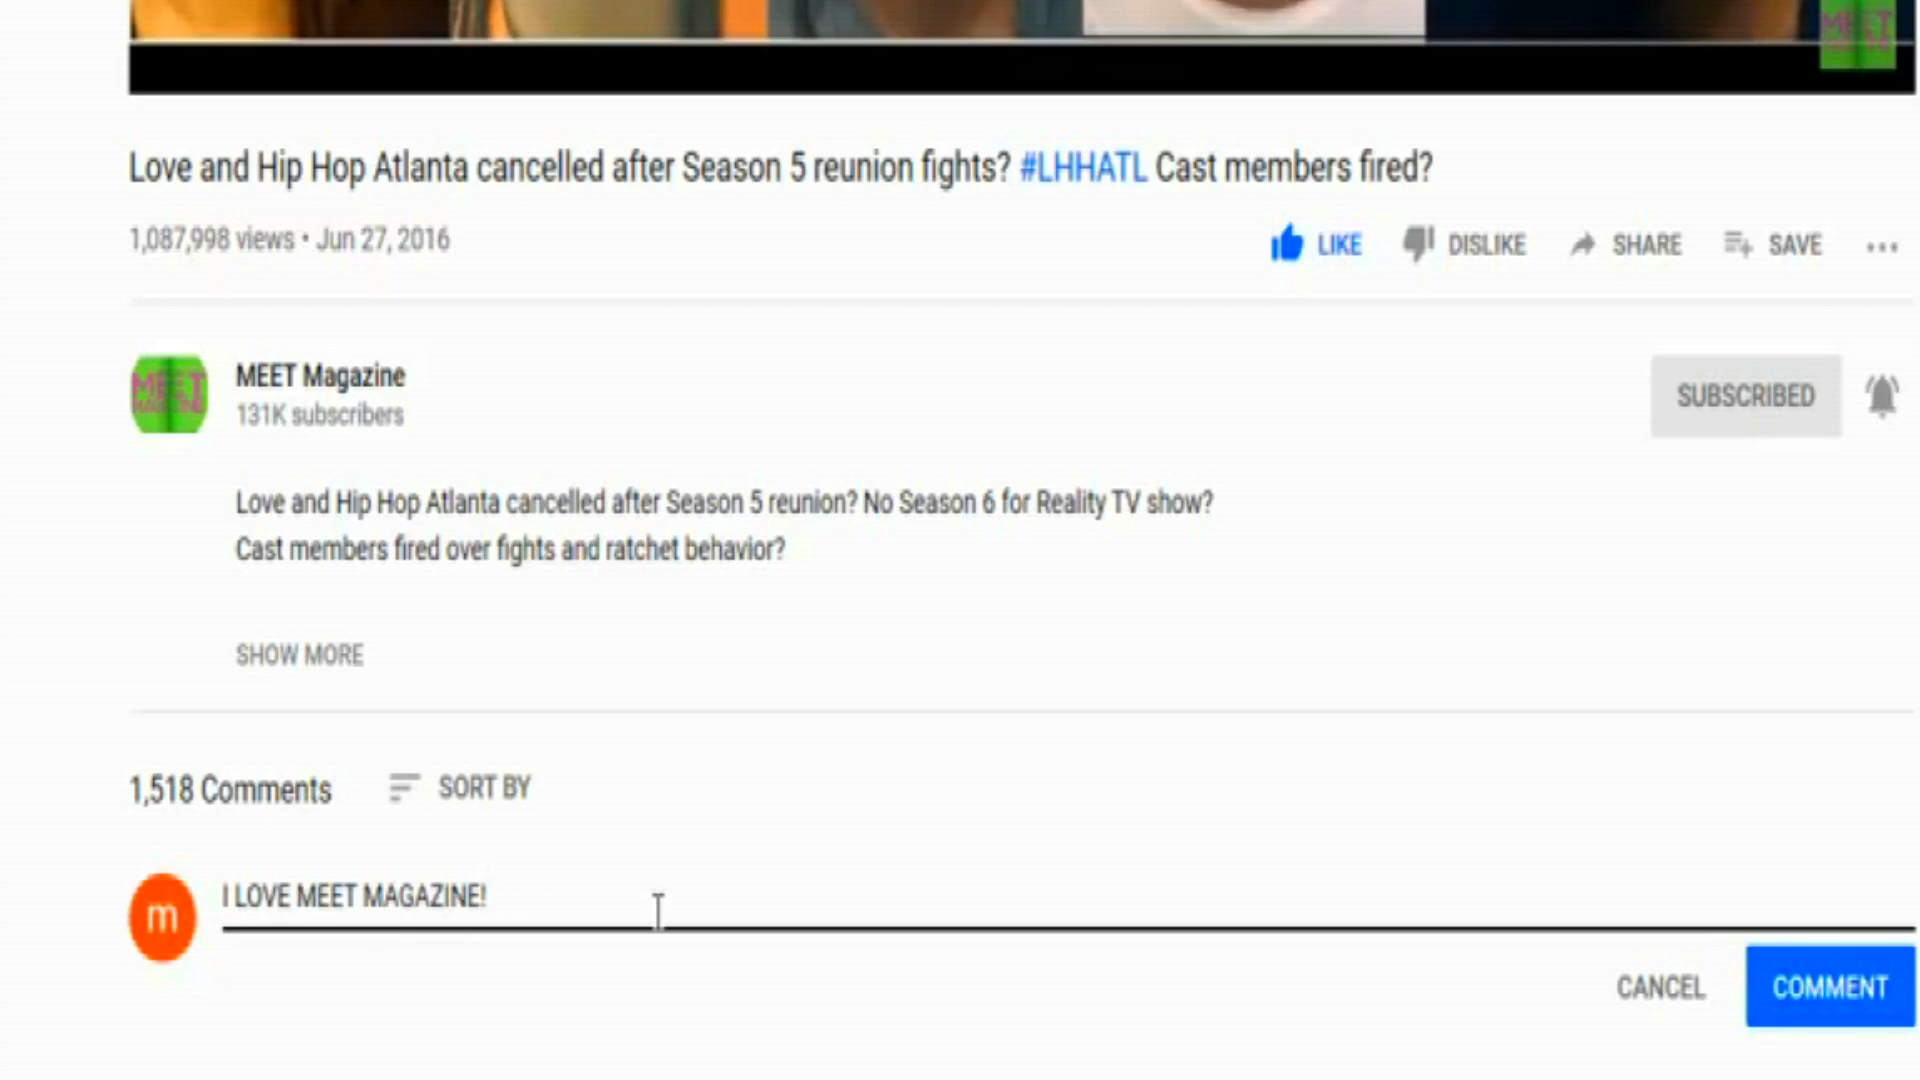 MEET
Love and Hip Hop Atlanta cancelled after Season 5 reunion fights? #LHHATL Cast members fired?
1,087,998 views • Jun 27, 2016
LIKE DISLIKE SHARE SAVE ...
MEET
MEET Magazine
131K subscribers
SUBSCRIBED
Love and Hip Hop Atlanta cancelled after Season 5 reunion? No Season 6 for Reality TV show?
Cast members fired over fights and ratchet behavior?
SHOW MORE
1,518 Comments SORT BY
m
I LOVE MEET MAGAZINE!
CANCEL COMMENT